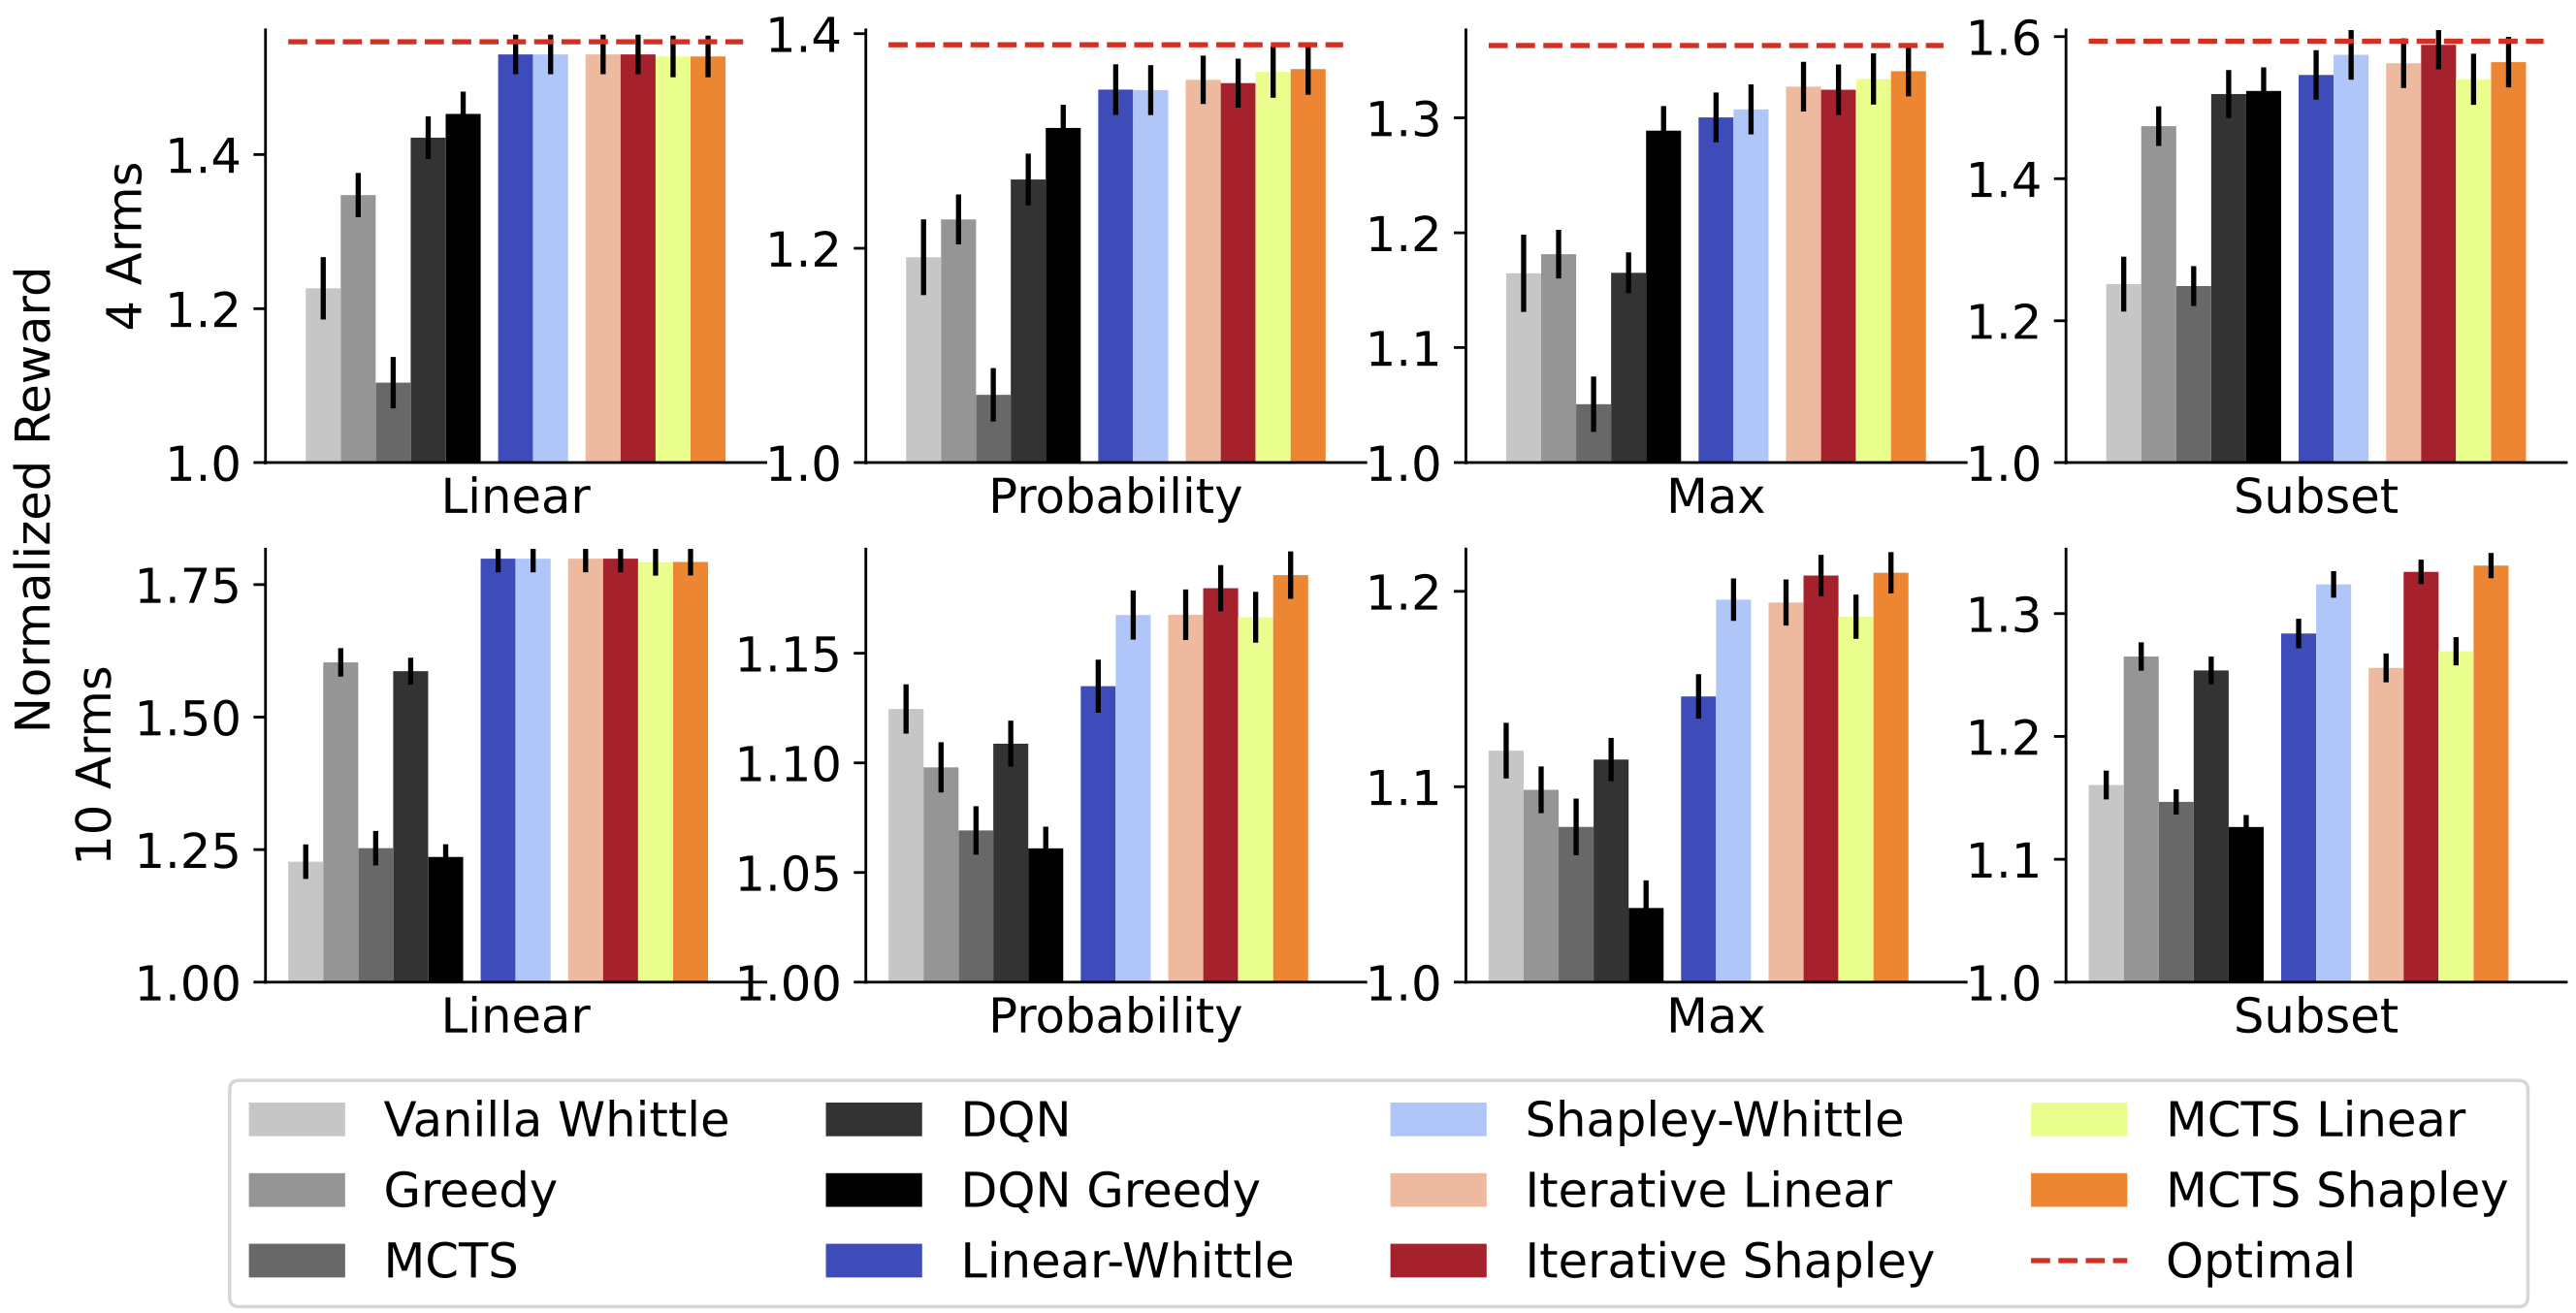 Normalized Reward
4 Arms
1.4
1.2
1.0
Linear
1.4
1.2
1.0
Probability
1.3
1.2
1.1
1.0
Max
1.6
1.4
1.2
1.0
Subset
10 Arms
1.75
1.50
1.25
1.00
Linear
1.15
1.10
1.05
1.00
Probability
1.2
1.1
1.0
Max
1.3
1.2
1.1
1.0
Subset
Vanilla Whittle
Greedy
MCTS
DQN
DQN Greedy
Linear-Whittle
Shapley-Whittle
Iterative Linear
Iterative Shapley
MCTS Linear
MCTS Shapley
Optimal